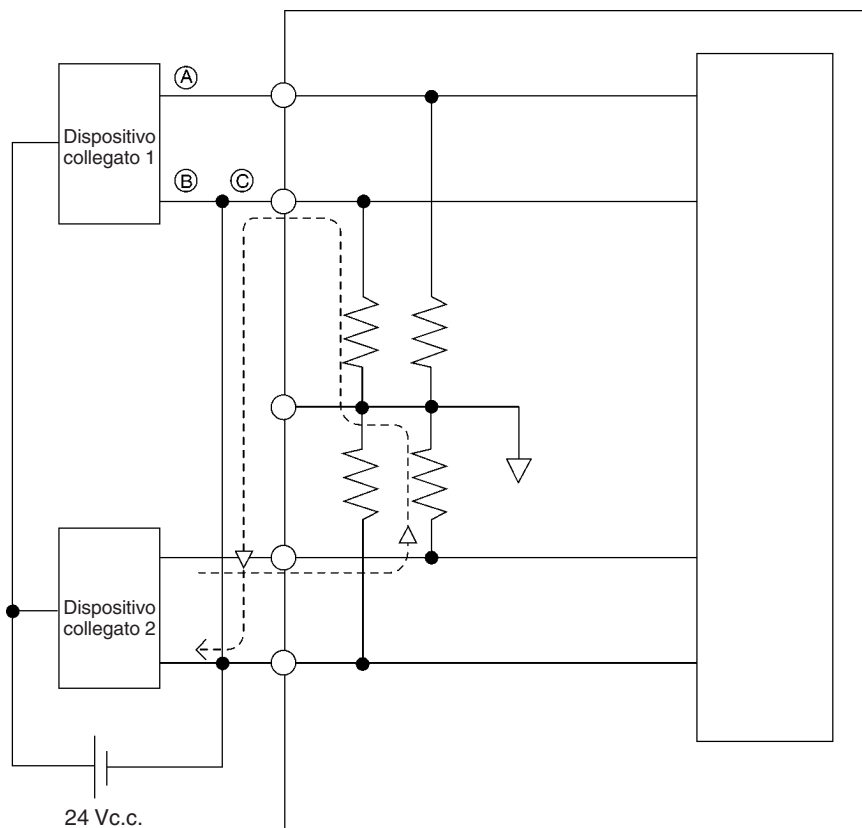 A
Dispositivo
collegato 1
B C
Dispositivo
collegato 2
24 Vc.c.